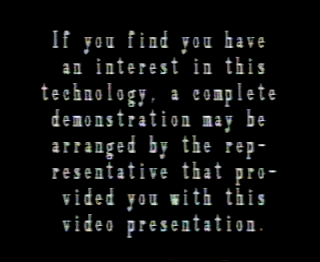 If you find you have
an interest in this
technology, a complete
demonstration may be
arranged by the rep-
resentative that pro-
vided you with this
video presentation.